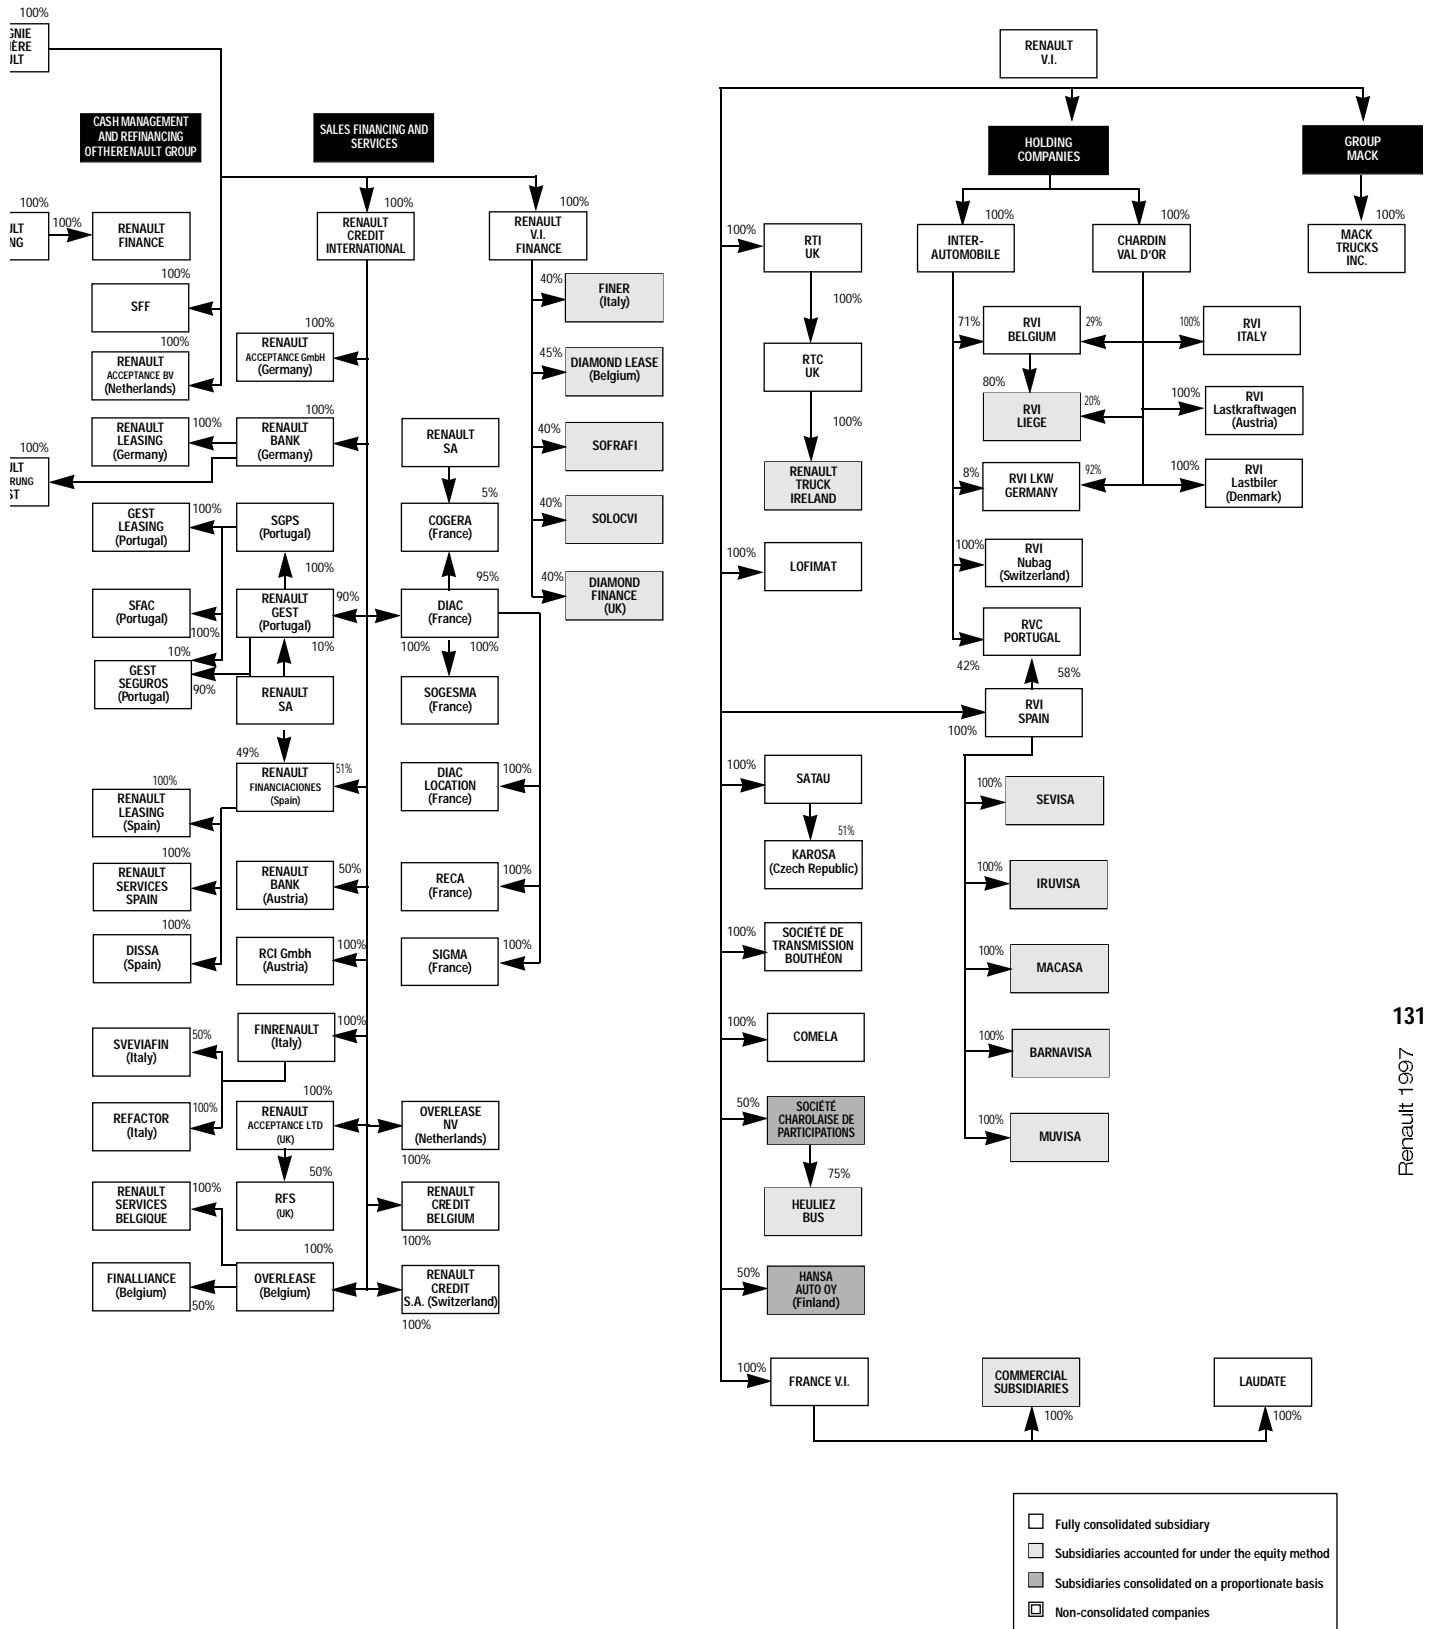 100%
GNIE
IÈRE
ULT
CASH MANAGEMENT
AND REFINANCING
OFTHERENAULT GROUP
SALES FINANCING AND
SERVICES
100%
ULT
NG
100%
RENAULT
FINANCE
100%
RENAULT
CREDIT
INTERNATIONAL
100%
RENAULT
V.I.
FINANCE
100%
100%
SFF
100%
RENAULT
ACCEPTANCE BV
(Netherlands)
100%
RENAULT
ACCEPTANCE GmbH
(Germany)
40%
FINER
(Italy)
45%
DIAMOND LEASE
(Belgium)
RENAULT
LEASING
(Germany)
100%
100%
RENAULT
BANK
(Germany)
RENAULT
SA
40%
SOFRAFI
100%
ULT
RUNG
ST
GEST
LEASING
(Portugal)
100%
SGPS
(Portugal)
100%
5%
COGERA
(France)
95%
40%
SOLOCVI
SFAC
(Portugal)
100%
RENAULT
GEST
(Portugal)
90%
10%
DIAC
(France)
100%
100%
40%
DIAMOND
FINANCE
(UK)
10%
GEST
SEGUROS
(Portugal)
90%
RENAULT
SA
SOGESMA
(France)
49%
RENAULT
FINANCIACIONES
(Spain)
51%
DIAC
LOCATION
(France)
100%
100%
RENAULT
LEASING
(Spain)
100%
RENAULT
SERVICES
SPAIN
RENAULT
BANK
(Austria)
50%
RECA
(France)
100%
100%
DISSA
(Spain)
RCI Gmbh
(Austria)
100%
SIGMA
(France)
100%
SVEVIAFIN
(Italy)
50%
FINRENAULT
(Italy)
100%
REFACTOR
(Italy)
100%
100%
RENAULT
ACCEPTANCE LTD
(UK)
OVERLEASE
NV
(Netherlands)
100%
RENAULT
SERVICES
BELGIQUE
100%
50%
RFS
(UK)
RENAULT
CREDIT
BELGIUM
100%
FINALLIANCE
(Belgium)
50%
100%
OVERLEASE
(Belgium)
RENAULT
CREDIT
S.A. (Switzerland)
100%
RENAULT
V.I.
HOLDING
COMPANIES
GROUP
MACK
100%
RTI
UK
100%
100%
INTER-
AUTOMOBILE
100%
CHARDIN
VAL D'OR
100%
MACK
TRUCKS
INC.
RTC
UK
100%
71%
RVI
BELGIUM
29%
100%
RVI
ITALY
80%
RVI
LIEGE
20%
100%
RVI
Lastkraftwagen
(Austria)
RENAULT
TRUCK
IRELAND
8%
RVI LKW
GERMANY
92%
100%
RVI
Lastbiler
(Denmark)
100%
LOFIMAT
100%
RVI
Nubag
(Switzerland)
RVC
PORTUGAL
42%
58%
RVI
SPAIN
100%
100%
SATAU
51%
KAROSA
(Czech Republic)
100%
SEVISA
100%
IRUVISA
100%
SOCIÉTÉ DE
TRANSMISSION
BOUTHÉON
100%
MACASA
100%
COMELA
100%
BARNAVISA
50%
SOCIÉTÉ
CHAROLAISE DE
PARTICIPATIONS
75%
100%
MUVISA
HEULIEZ
BUS
50%
HANSA
AUTO OY
(Finland)
100%
FRANCE V.I.
COMMERCIAL
SUBSIDIARIES
100%
LAUDATE
100%
131
Renault 1997
Fully consolidated subsidiary
Subsidiaries accounted for under the equity method
Subsidiaries consolidated on a proportionate basis
Non-consolidated companies